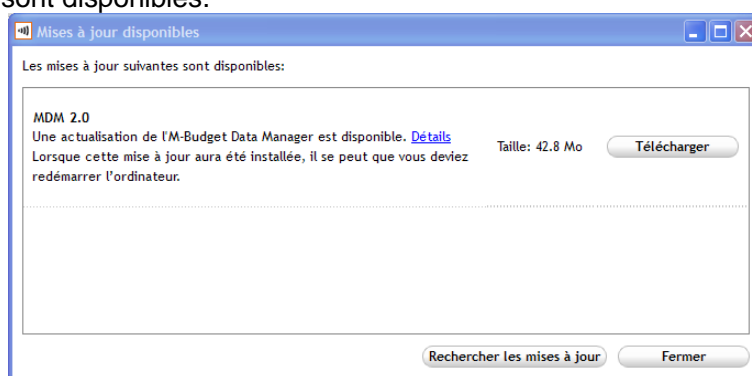 sont disponibles.
Mises à jour disponibles
Les mises à jour suivantes sont disponibles:
MDM 2.0
Une actualisation de l'M-Budget Data Manager est disponible. Détails
Lorsque cette mise à jour aura été installée, il se peut que vous deviez
redémarrer l'ordinateur.
Taille: 42.8 Mo
Télécharger
Rechercher les mises à jour
Fermer